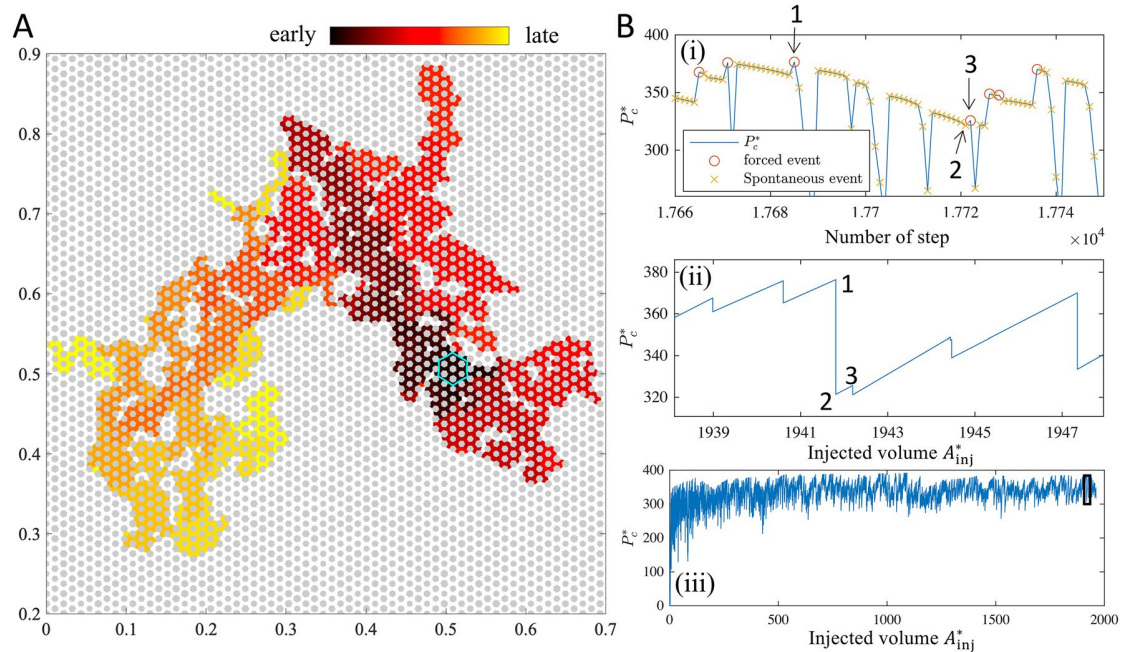 A
early late
0.9
0.8
0.7
0.6
0.5
0.4
0.3
0.2
0 0.1 0.2 0.3 0.4 0.5 0.6 0.7
B
(i)
1
3
2
400
350
300
P*c
P*c
forced event
Spontaneous event
1.766 1.768 1.77 1.772 1.774
Number of step ×10⁴
(ii)
1
3
2
380
360
340
320
P*c
1939 1941 1943 1945 1947
Injected volume A*inj
(iii)
400
300
200
100
0
P*c
0 500 1000 1500 2000
Injected volume A*inj